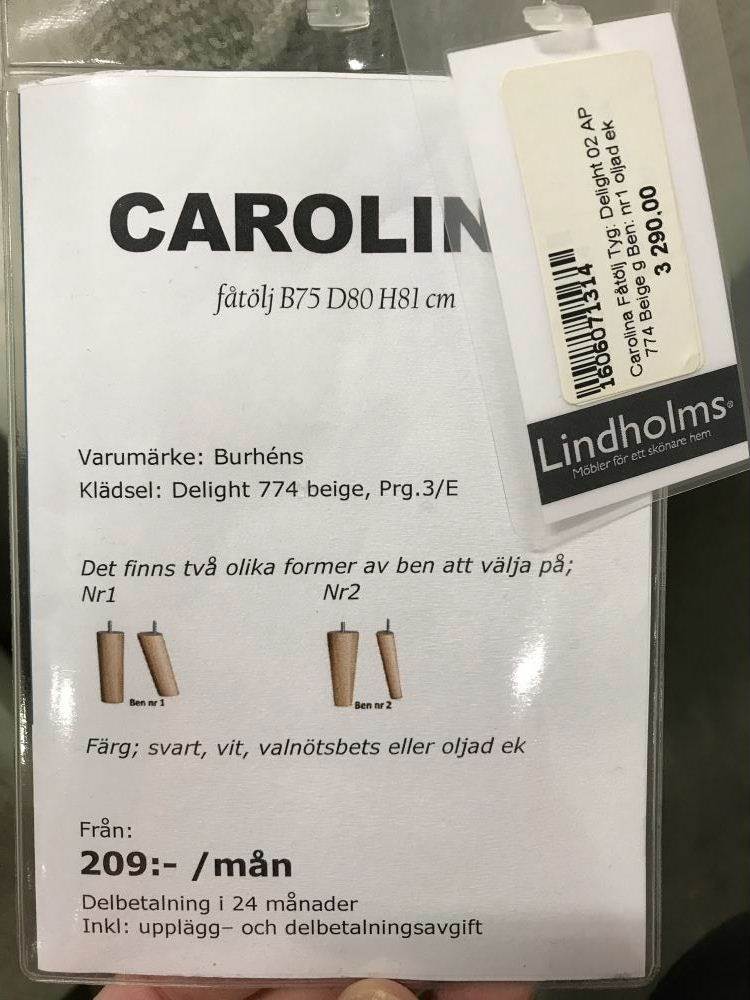 CAROLIN
fåtölj B75 D80 H81 cm
Varumärke: Burhéns
Klädsel: Delight 774 beige, Prg.3/E
Det finns två olika former av ben att välja på;
Nr1 Nr2
Ben nr 1 Ben nr 2
Färg; svart, vit, valnötsbets eller oljad ek
Från:
209:- /mån
Delbetalning i 24 månader
Inkl: upplägg- och delbetalningsavgift
1606071314
Carolina Fåtölj Tyg: Delight 02 AP
774 Beige g Ben: nr1 oljad ek
3 290.00
Lindholms®
Möbler för ett skönare hem